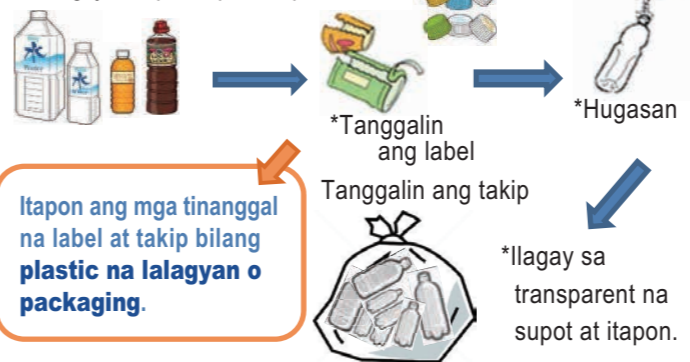 *Tanggalin
ang label
*Hugasan
Tanggalin ang takip
Itapon ang mga tinanggal
na label at takip bilang
plastic na lalagyan o
packaging.
*Ilagay sa
transparent na
supot at itapon.